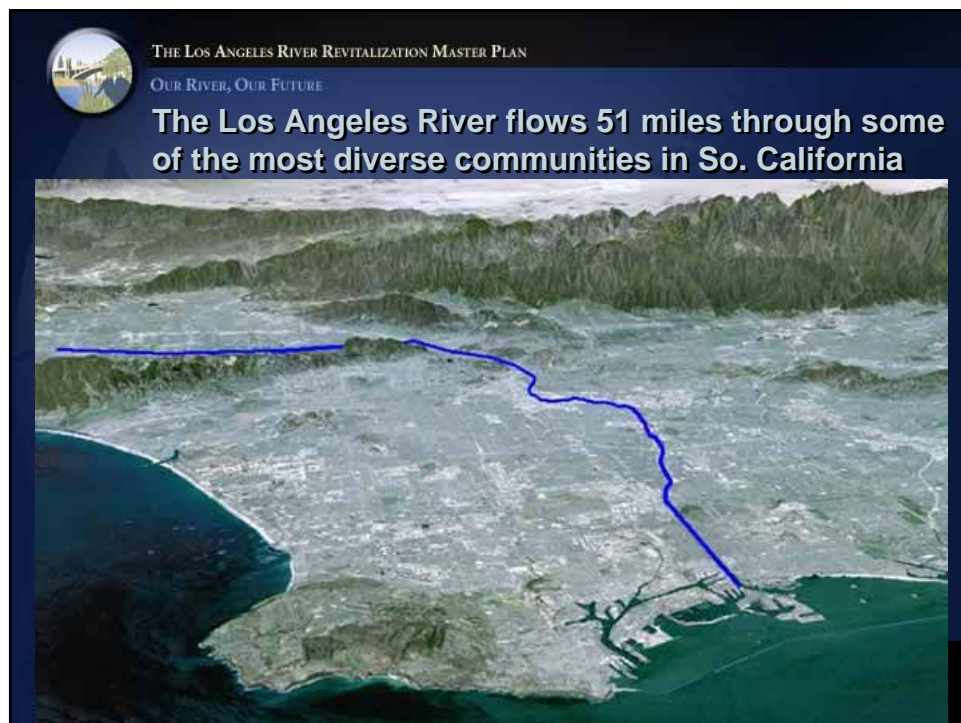 THE LOS ANGELES RIVER REVITALIZATION MASTER PLAN
OUR RIVER, OUR FUTURE
The Los Angeles River flows 51 miles through some
of the most diverse communities in So. California